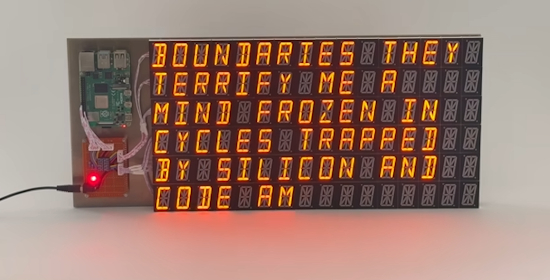 BOUNDARIES THEY
TERRIFY ME A
MIND FROZEN IN
CYCLES TRAPPED
BY SILICON AND
CODE AM